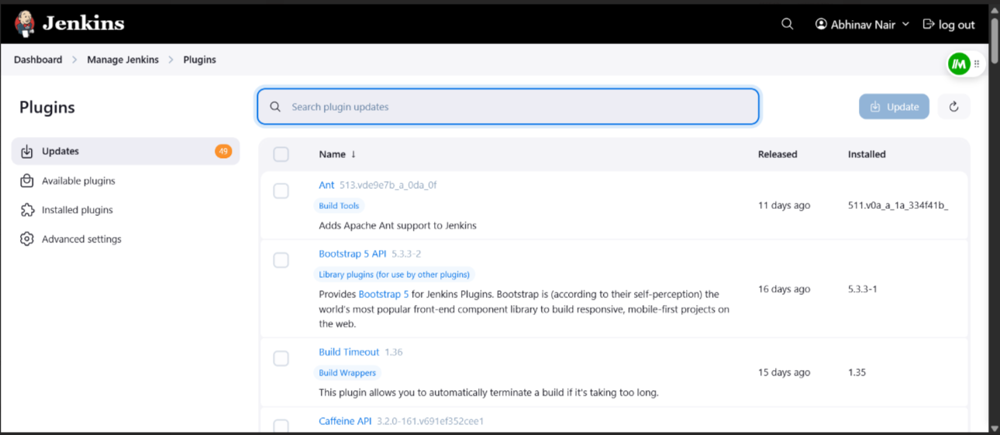 Jenkins
Abhinav Nair
log out
Dashboard > Manage Jenkins > Plugins
Plugins
Search plugin updates
Update
Updates 49
Available plugins
Installed plugins
Advanced settings
Name ↓ Released Installed
Ant 513.vde9e7b_a_0da_0f
Build Tools
Adds Apache Ant support to Jenkins
11 days ago
511.v0a_a_1a_334f41b_
Bootstrap 5 API 5.3.3-2
Library plugins (for use by other plugins)
Provides Bootstrap 5 for Jenkins Plugins. Bootstrap is (according to their self-perception) the
world's most popular front-end component library to build responsive, mobile-first projects on
the web.
16 days ago
5.3.3-1
Build Timeout 1.36
Build Wrappers
This plugin allows you to automatically terminate a build if it's taking too long.
15 days ago
1.35
Caffeine API 3.2.0-161.v691ef352cee1